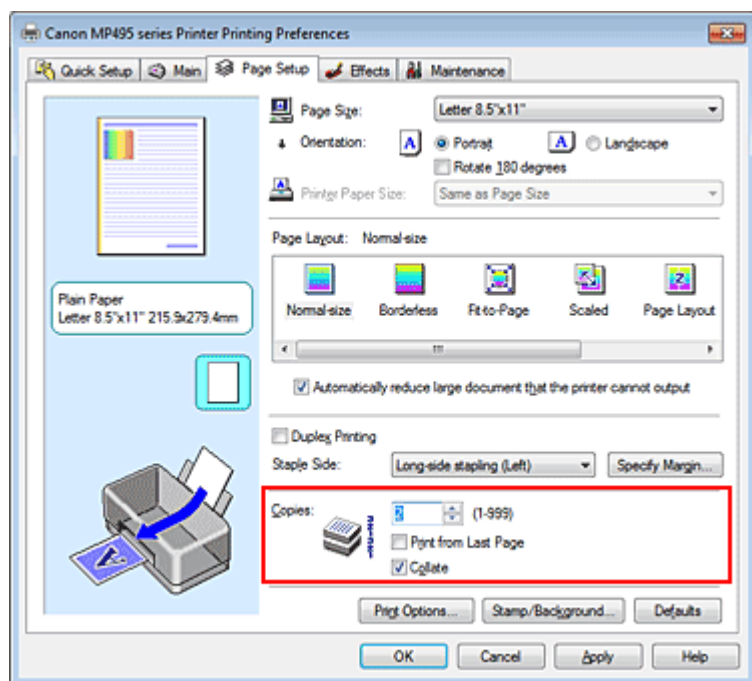 Canon MP495 series Printer Printing Preferences
Quick Setup Main Page Setup Effects Maintenance
Page Size: Letter 8.5"x11"
Orientation: A Portrait A Landscape
Rotate 180 degrees
Printer Paper Size: Same as Page Size
Page Layout: Normal-size
Normal-size Borderless Fit-to-Page Scaled Page Layout
Plain Paper
Letter 8.5"x11" 215.9x279.4mm
Automatically reduce large document that the printer cannot output
Duplex Printing
Staple Side: Long-side stapling (Left) Specify Margin...
Copies: 2 (1-999)
Print from Last Page
Collate
Print Options... Stamp/Background... Defaults
OK Cancel Apply Help